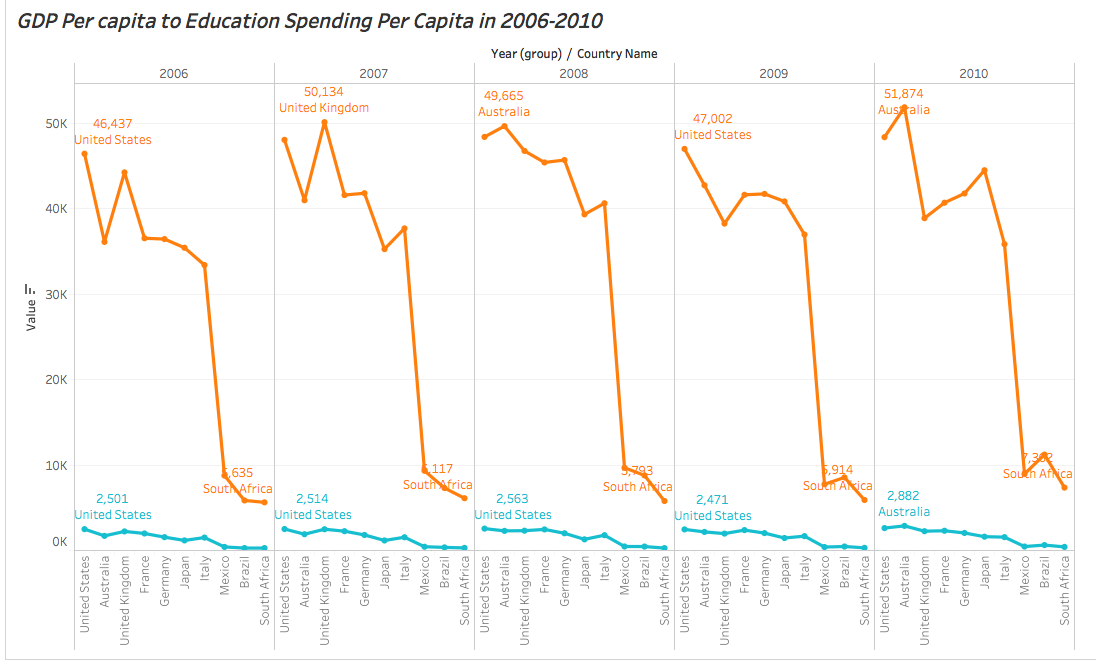 GDP Per capita to Education Spending Per Capita in 2006-2010
Year (group) / Country Name
2006
2007
2008
2009
2010
Value
50K
40K
30K
20K
10K
0K
46,437
United States
South Africa
2,501
United States
50,134
United Kingdom
South Africa
2,514
United States
49,665
Australia
5,793
South Africa
2,563
United States
47,002
United States
5,914
South Africa
2,471
United States
51,874
Australia
South Africa
2,882
Australia
United States
Australia
United Kingdom
France
Germany
Japan
Italy
Mexico
Brazil
South Africa
United States
Australia
United Kingdom
France
Germany
Japan
Italy
Mexico
Brazil
South Africa
United States
Australia
United Kingdom
France
Germany
Japan
Italy
Mexico
Brazil
South Africa
United States
Australia
United Kingdom
France
Germany
Japan
Italy
Mexico
Brazil
South Africa
United States
Australia
United Kingdom
France
Germany
Japan
Italy
Mexico
Brazil
South Africa